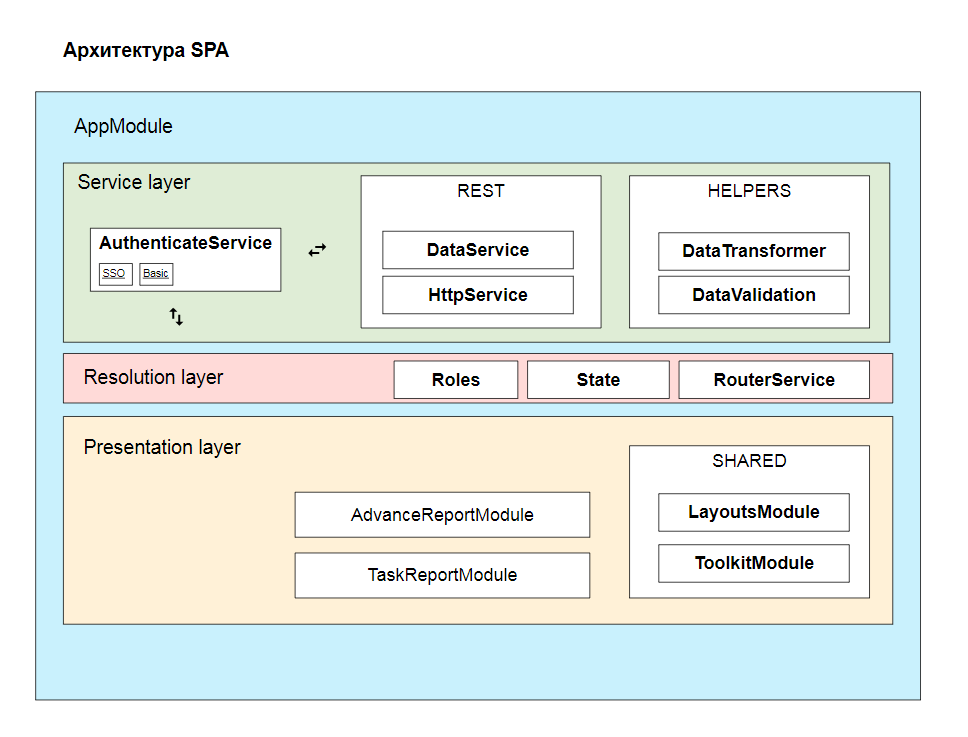 Архитектура SPA
AppModule
Service layer
AuthenticateService
SSO
Basic
REST
DataService
HttpService
HELPERS
DataTransformer
DataValidation
Resolution layer
Roles
State
RouterService
Presentation layer
AdvanceReportModule
TaskReportModule
SHARED
LayoutsModule
ToolkitModule